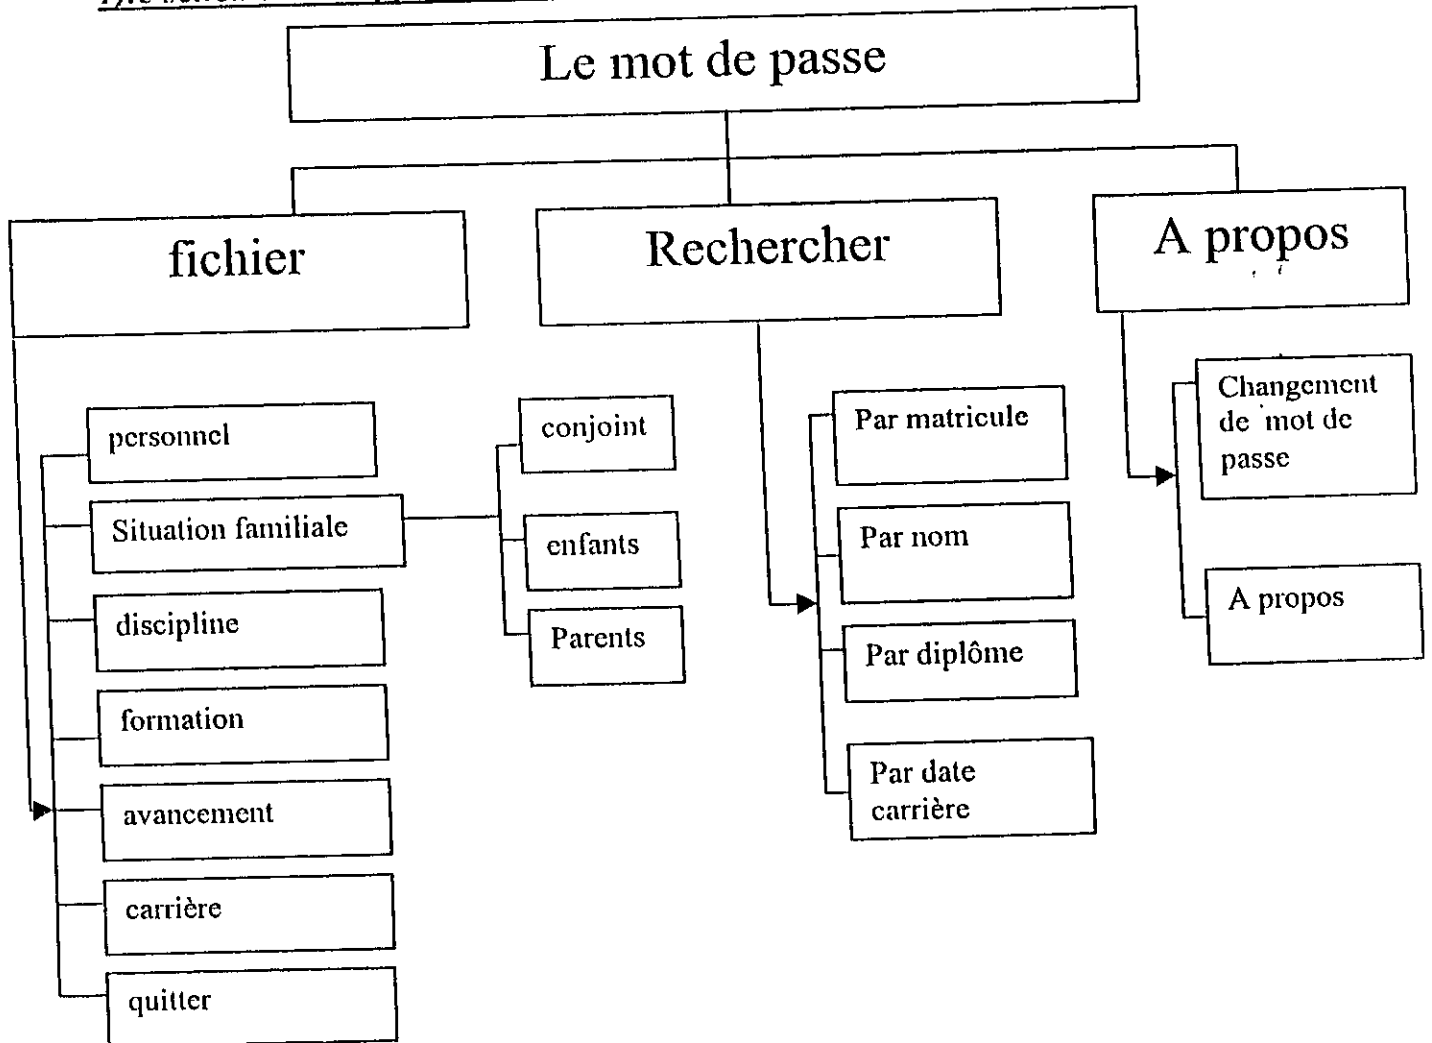 Le mot de passe
fichier
Rechercher
A propos
personnel
Situation familiale
discipline
formation
avancement
carrière
quitter
conjoint
enfants
Parents
Par matricule
Par nom
Par diplôme
Par date
carrière
Changement
de mot de
passe
A propos